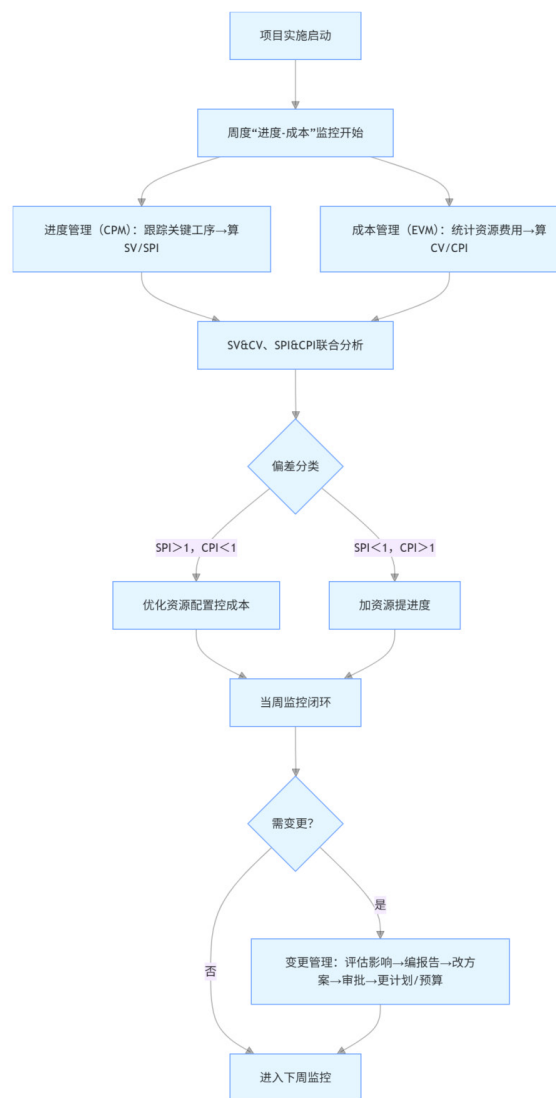 项目实施启动
周度“进度-成本”监控开始
进度管理（CPM）：跟踪关键工序→算
SV/SPI
成本管理（EVM）：统计资源费用→算
CV/CPI
SV&CV、SPI&CPI联合分析
偏差分类
SPI＞1，CPI＜1
SPI＜1，CPI＞1
优化资源配置控成本
加资源提进度
当周监控闭环
需变更？
是
否
变更管理：评估影响→编报告→改方
案→审批→更计划/预算
进入下周监控